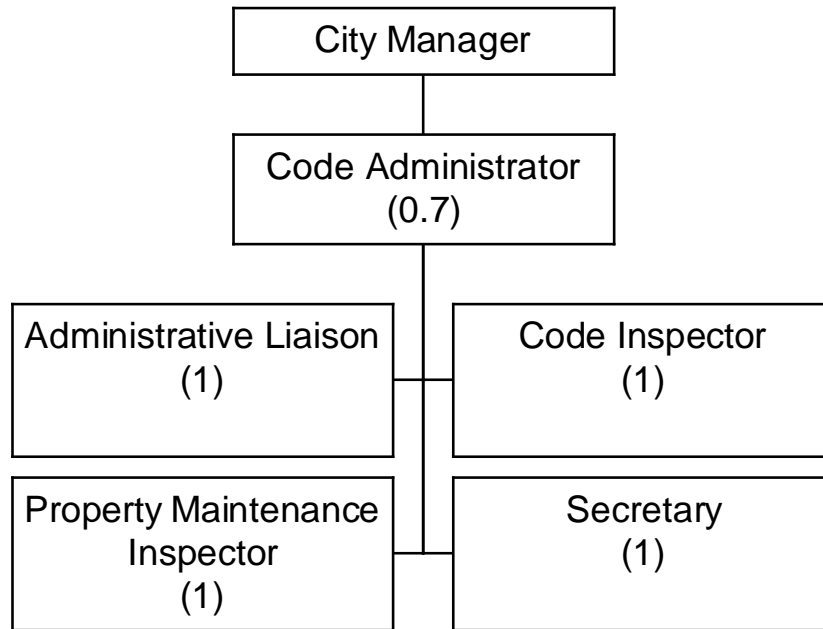 City Manager
Code Administrator
(0.7)
Administrative Liaison
(1)
Code Inspector
(1)
Property Maintenance
Inspector
(1)
Secretary
(1)